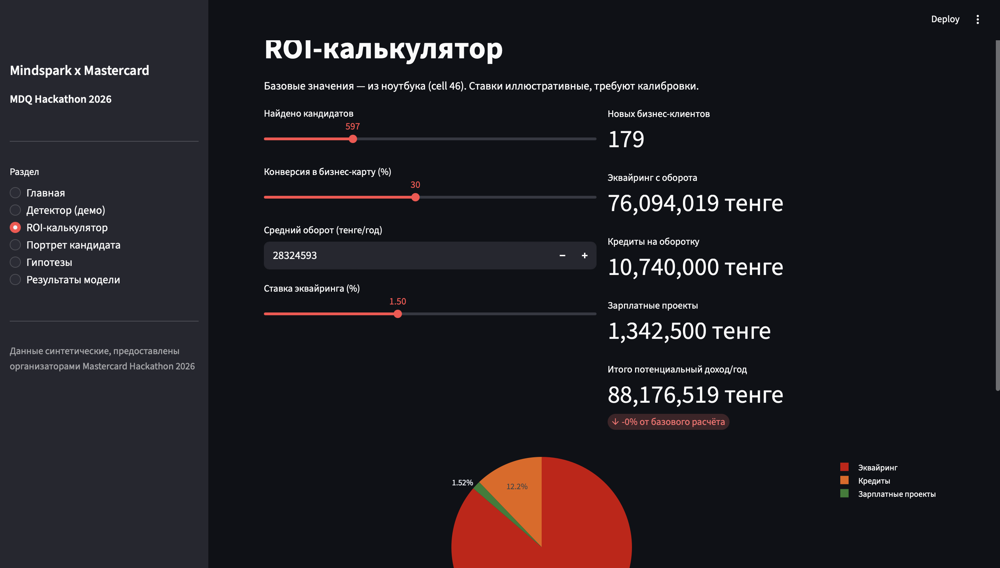 Deploy
Mindspark x Mastercard
MDQ Hackathon 2026
Раздел
Главная
Детектор (демо)
ROI-калькулятор
Портрет кандидата
Гипотезы
Результаты модели
Данные синтетические, предоставлены
организаторами Mastercard Hackathon 2026
ROI-калькулятор
Базовые значения — из ноутбука (cell 46). Ставки иллюстративные, требуют калибровки.
Найдено кандидатов
597
Конверсия в бизнес-карту (%)
30
Средний оборот (тенге/год)
28324593
Ставка эквайринга (%)
1.50
Новых бизнес-клиентов
179
Эквайринг с оборота
76,094,019 тенге
Кредиты на оборотку
10,740,000 тенге
Зарплатные проекты
1,342,500 тенге
Итого потенциальный доход/год
88,176,519 тенге
-0% от базового расчёта
1.52%
12.2%
Эквайринг
Кредиты
Зарплатные проекты